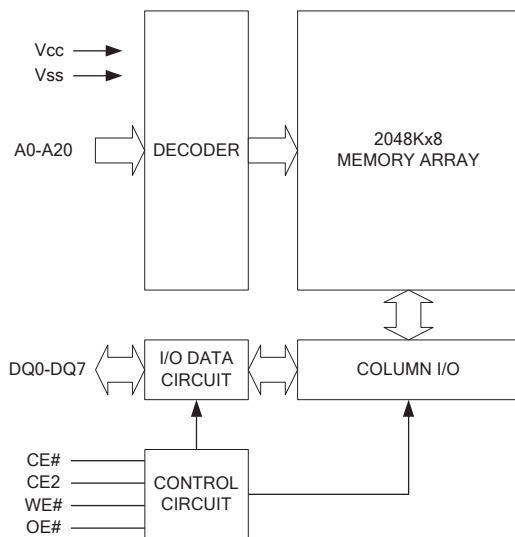 Vcc
Vss
A0-A20
DECODER
2048Kx8
MEMORY ARRAY
DQ0-DQ7
I/O DATA
CIRCUIT
COLUMN I/O
CE#
CE2
WE#
OE#
CONTROL
CIRCUIT